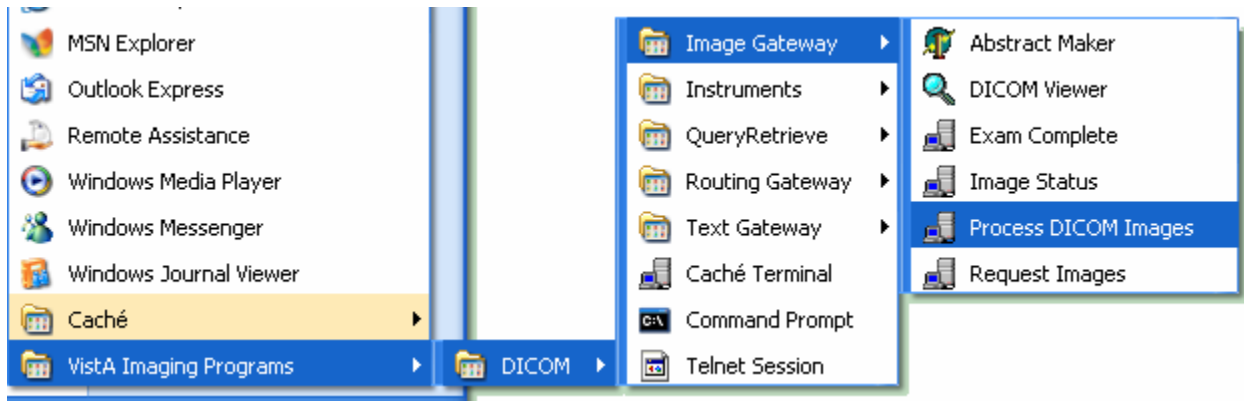 MSN Explorer
Outlook Express
Remote Assistance
Windows Media Player
Windows Messenger
Windows Journal Viewer
Caché
VistA Imaging Programs
DICOM
Image Gateway
Instruments
QueryRetrieve
Routing Gateway
Text Gateway
Caché Terminal
C:\
Command Prompt
Telnet Session
Abstract Maker
DICOM Viewer
Exam Complete
Image Status
Process DICOM Images
Request Images